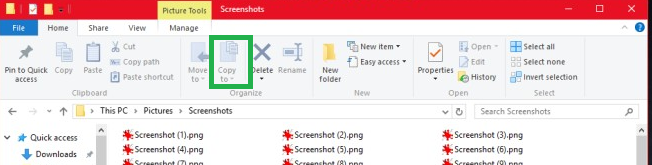 Picture Tools Screenshots
File Home Share View Manage
Pin to Quick access
Copy
Paste
Cut
Copy path
Paste shortcut
Move to
Copy to
Delete
Rename
New folder
New item
Easy access
Properties
Open
Edit
History
Select all
Select none
Invert selection
Clipboard Organize New Open Select
This PC > Pictures > Screenshots
Search Screenshots
Quick access
Downloads
Screenshot (1).png Screenshot (2).png Screenshot (3).png
Screenshot (4).png Screenshot (5).png Screenshot (6).png
Screenshot (7).png Screenshot (8).png Screenshot (9).png